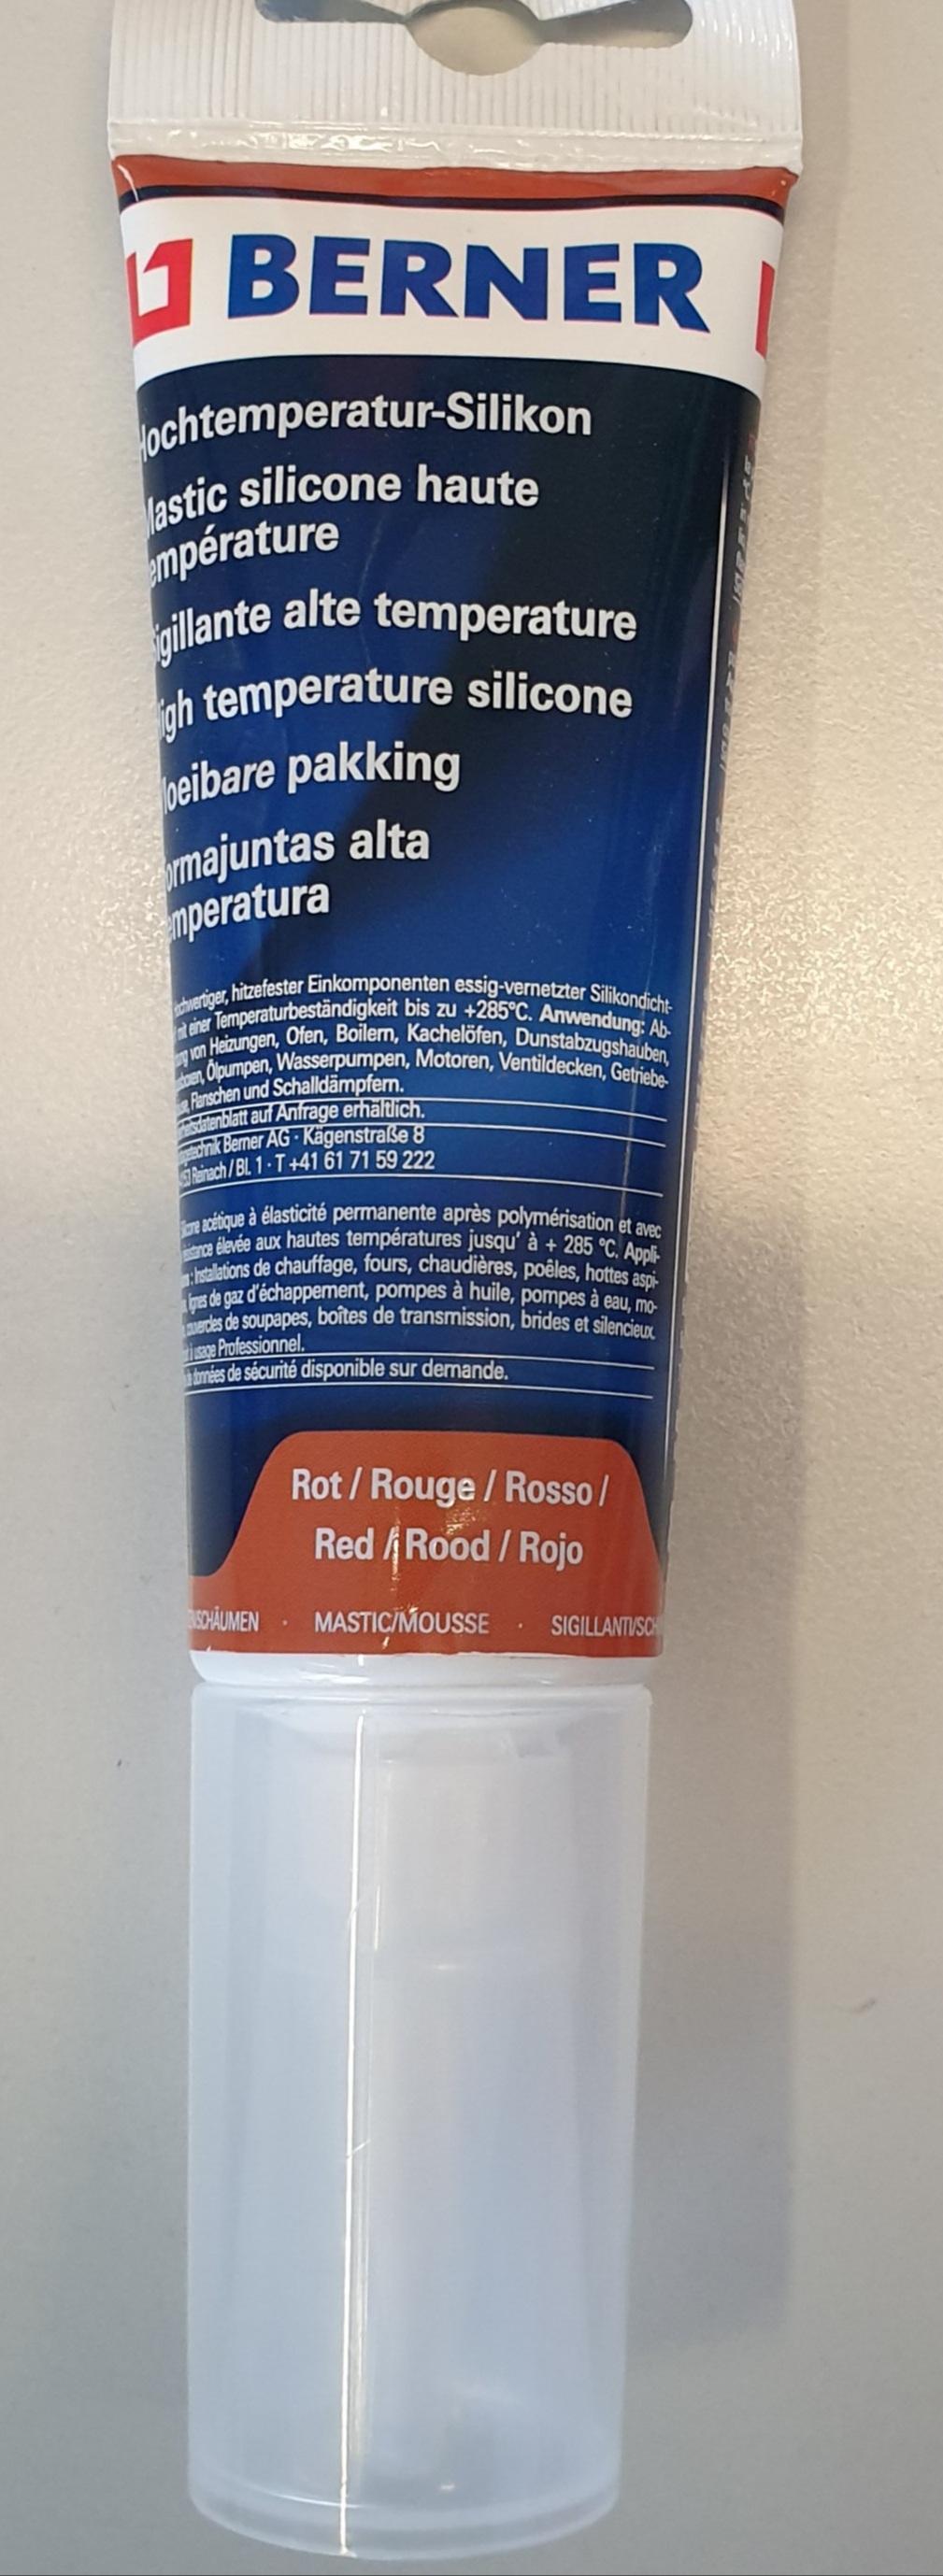 BERNER
Hochtemperatur-Silikon
Mastic silicone haute
température
Sigillante alte temperature
High temperature silicone
Vloeibare pakking
Formajuntas alta
temperatura
hochwertiger, hitzefester Einkomponenten essig-vernetzter Silikondicht-
mit einer Temperaturbeständigkeit bis zu +285°C. Anwendung: Ab-
von Heizungen, Ofen, Boilern, Kachelöfen, Dunstabzugshauben,
Ölpumpen, Wasserpumpen, Motoren, Ventildecken, Getriebe-
Flanschen und Schalldämpfern.
auf Anfrage erhältlich.
Berner AG · Kägenstraße 8
Reinach / BL 1 · T +41 61 71 59 222
acétique à élasticité permanente après polymérisation et avec
résistance élevée aux hautes températures jusqu' à + 285 °C. Appli-
: Installations de chauffage, fours, chaudières, poêles, hottes aspi-
lignes de gaz d'échappement, pompes à huile, pompes à eau, mo-
couvercles de soupapes, boîtes de transmission, brides et silencieux.
à usage Professionnel.
données de sécurité disponible sur demande.
Rot / Rouge / Rosso /
Red / Rood / Rojo
SCHÄUMEN · MASTIC/MOUSSE · SIGILLANTI/SCH